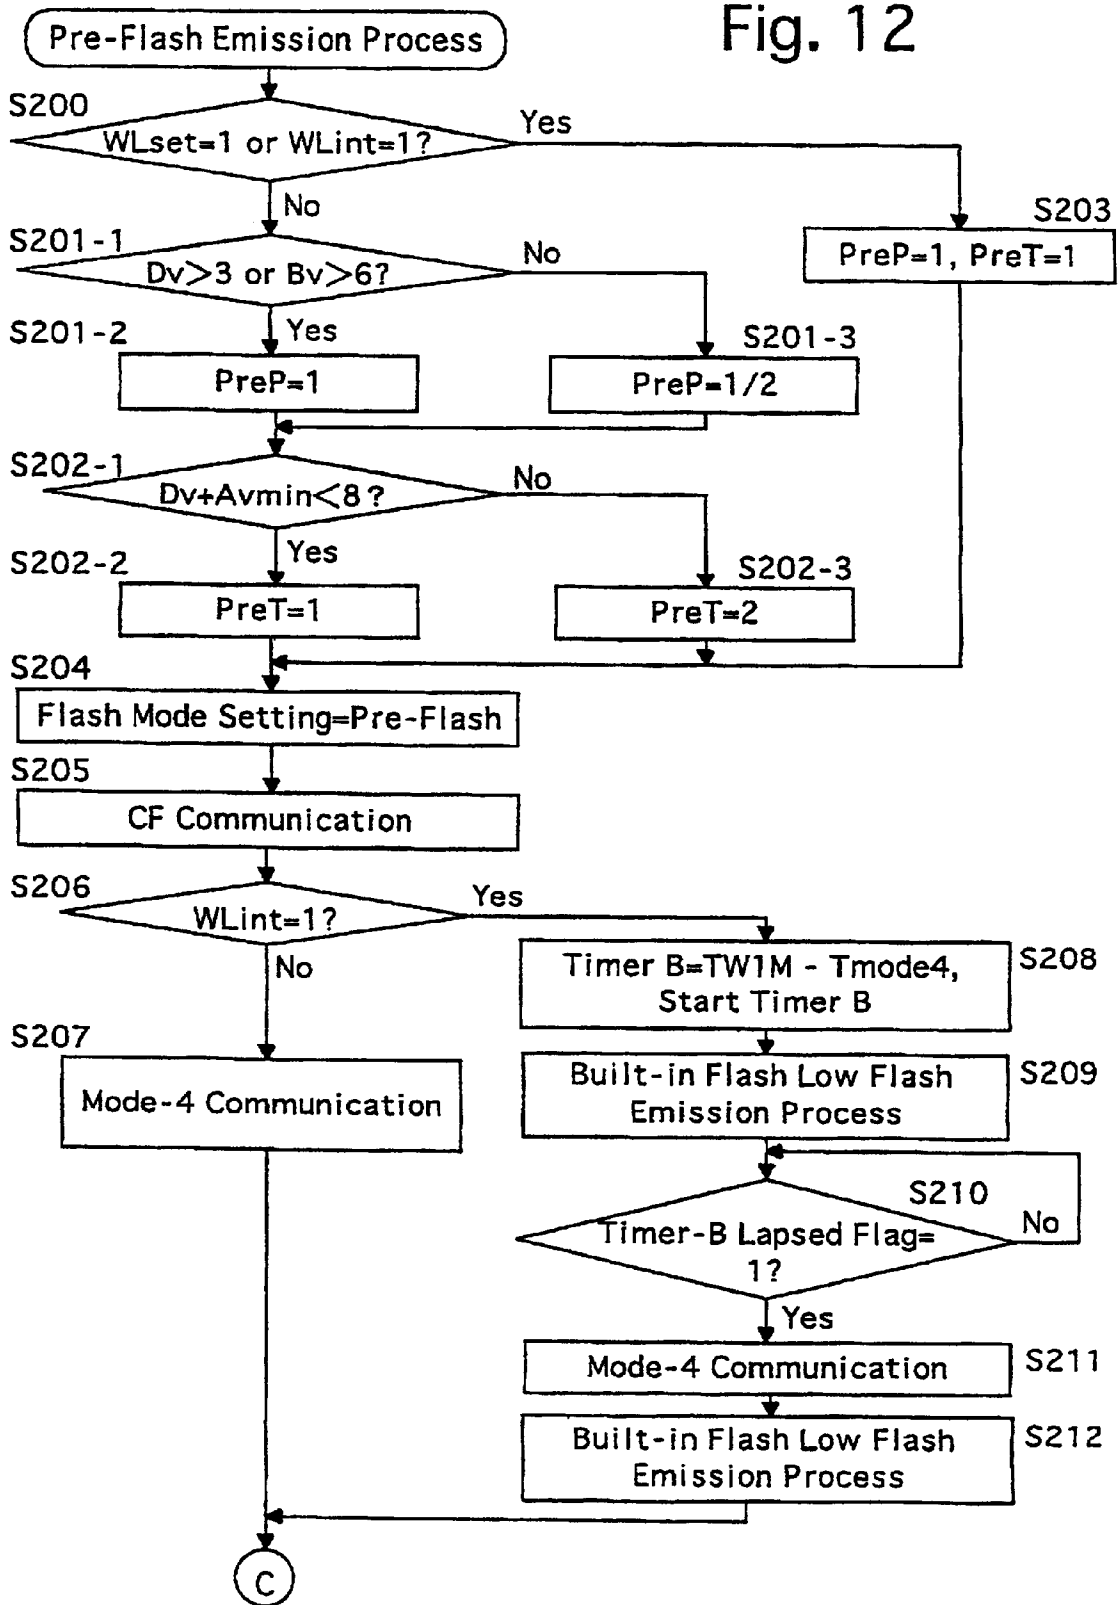 Fig. 12
Pre-Flash Emission Process
S200
WLset=1 or WLint=1?
Yes
No
S203
PreP=1, PreT=1
S201-1
Dv>3 or Bv>6?
No
Yes
S201-2
PreP=1
S201-3
PreP=1/2
S202-1
Dv+Avmin<8?
No
Yes
S202-2
PreT=1
S202-3
PreT=2
S204
Flash Mode Setting=Pre-Flash
S205
CF Communication
S206
WLint=1?
Yes
No
S207
Mode-4 Communication
Timer B=TW1M - Tmode4,
Start Timer B
S208
Built-in Flash Low Flash
Emission Process
S209
S210
Timer-B Lapsed Flag=
1?
No
Yes
Mode-4 Communication
S211
Built-in Flash Low Flash
Emission Process
S212
C